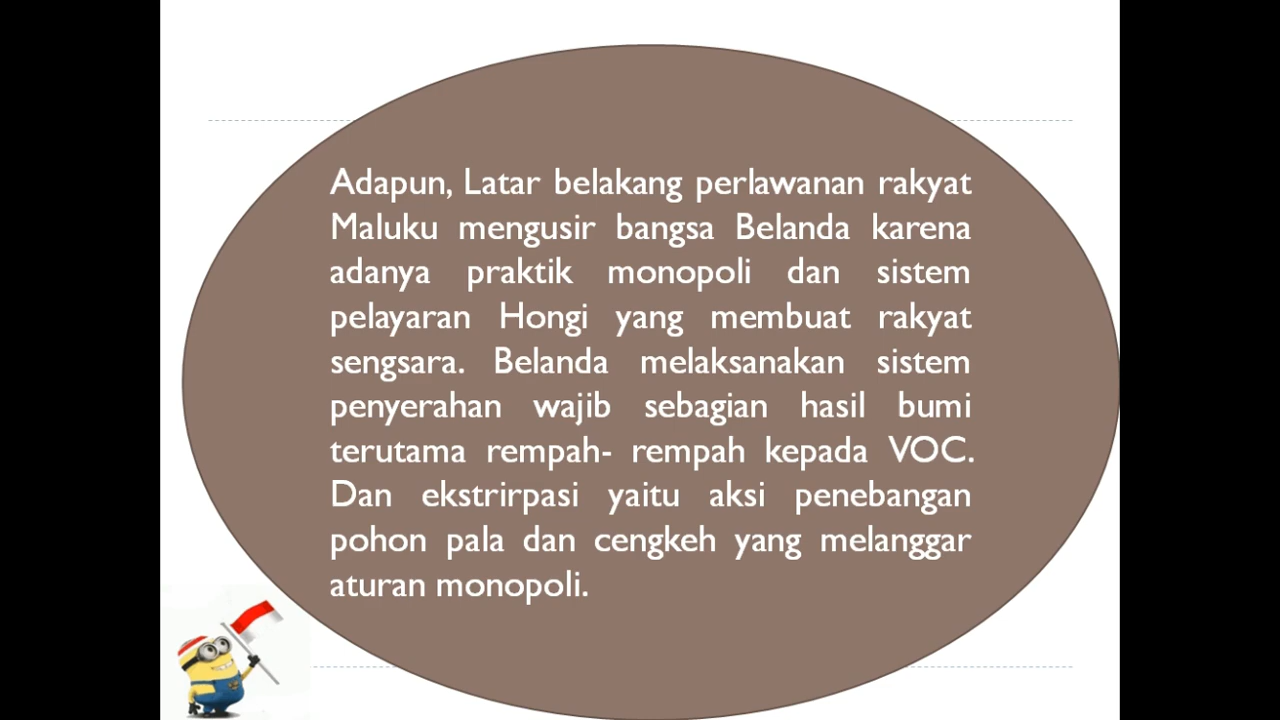 Adapun, Latar belakang perlawanan rakyat
Maluku mengusir bangsa Belanda karena
adanya praktik monopoli dan sistem
pelayaran Hongi yang membuat rakyat
sengsara. Belanda melaksanakan sistem
penyerahan wajib sebagian hasil bumi
terutama rempah- rempah kepada VOC.
Dan ekstrirpasi yaitu aksi penebangan
pohon pala dan cengkeh yang melanggar
aturan monopoli.